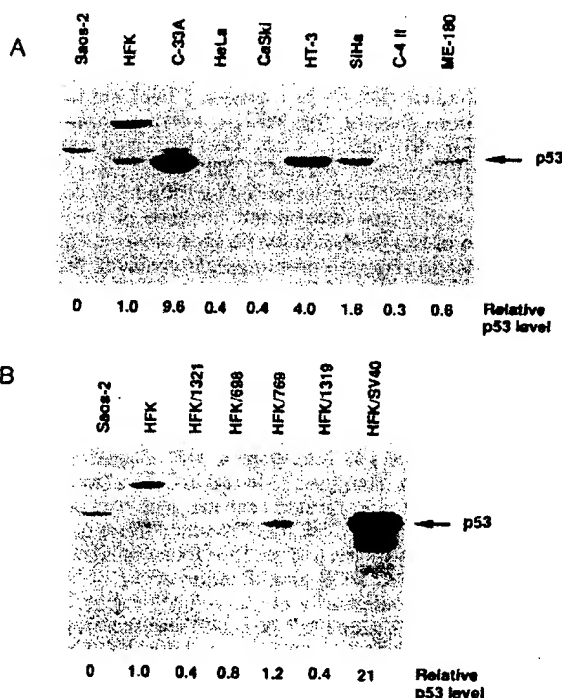 A
Saos-2 HFK C-33A HeLa CaSki HT-3 SiHa C-4 II ME-180
p53
0 1.0 9.6 0.4 0.4 4.0 1.6 0.3 0.6 Relative
p53 level
B
Saos-2 HFK HFK/1321 HFK/698 HFK/769 HFK/1319 HFK/SV40
p53
0 1.0 0.4 0.8 1.2 0.4 21 Relative
p53 level